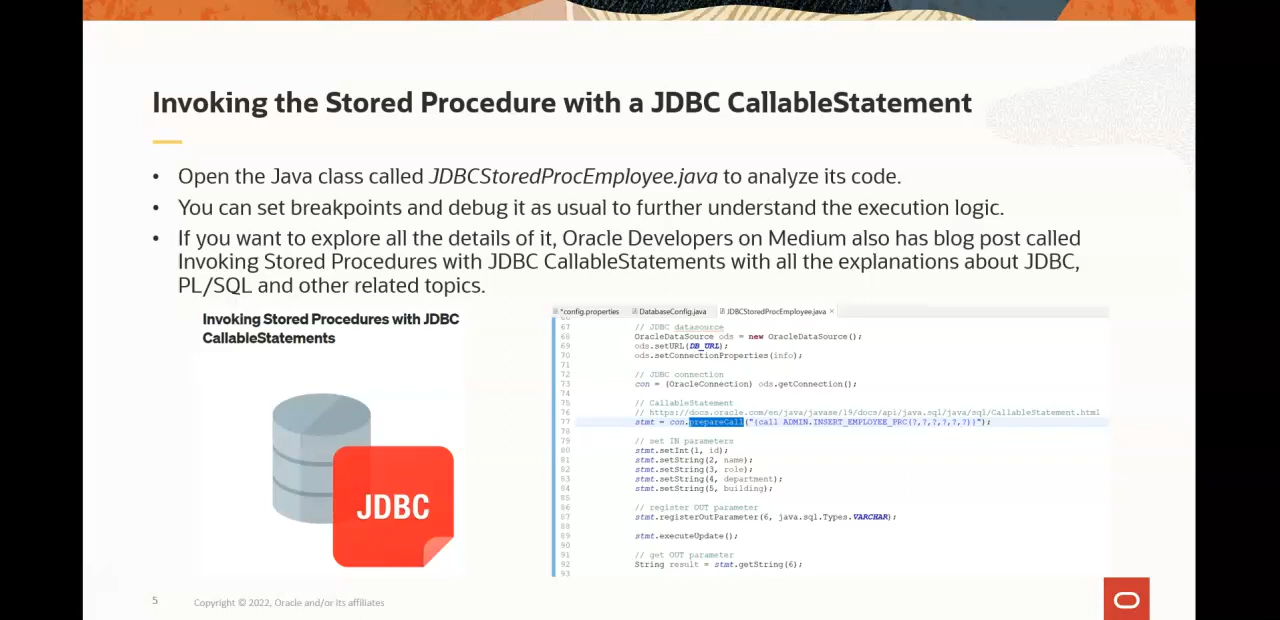 Invoking the Stored Procedure with a JDBC CallableStatement
• Open the Java class called JDBCStoredProcEmployee.java to analyze its code.
• You can set breakpoints and debug it as usual to further understand the execution logic.
• If you want to explore all the details of it, Oracle Developers on Medium also has blog post called
Invoking Stored Procedures with JDBC CallableStatements with all the explanations about JDBC,
PL/SQL and other related topics.
Invoking Stored Procedures with JDBC
CallableStatements
JDBC
*config.properties DatabaseConfig.java JDBCStoredProcEmployee.java ×
66
67 // JDBC datasource
68 OracleDataSource ods = new OracleDataSource();
69 ods.setURL(DB_URL);
70 ods.setConnectionProperties(info);
71
72 // JDBC connection
73 con = (OracleConnection) ods.getConnection();
74
75 // CallableStatement
76 // https://docs.oracle.com/en/java/javase/19/docs/api/java.sql/java/sql/CallableStatement.html
77 stmt = con.prepareCall("{call ADMIN.INSERT_EMPLOYEE_PRC(?,?,?,?,?,?)}");
78
79 // set IN parameters
80 stmt.setInt(1, id);
81 stmt.setString(2, name);
82 stmt.setString(3, role);
83 stmt.setString(4, department);
84 stmt.setString(5, building);
85
86 // register OUT parameter
87 stmt.registerOutParameter(6, java.sql.Types.VARCHAR);
88
89 stmt.executeUpdate();
90
91 // get OUT parameter
92 String result = stmt.getString(6);
93
5 Copyright © 2022, Oracle and/or its affiliates